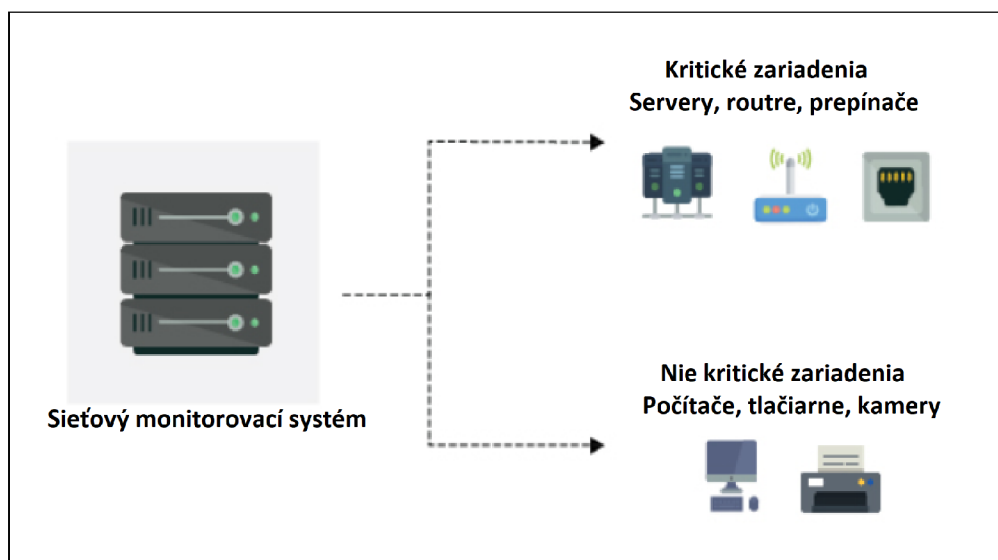 Kritické zariadenia
Servery, routre, prepínače
Sieťový monitorovací systém
Nie kritické zariadenia
Počítače, tlačiarne, kamery